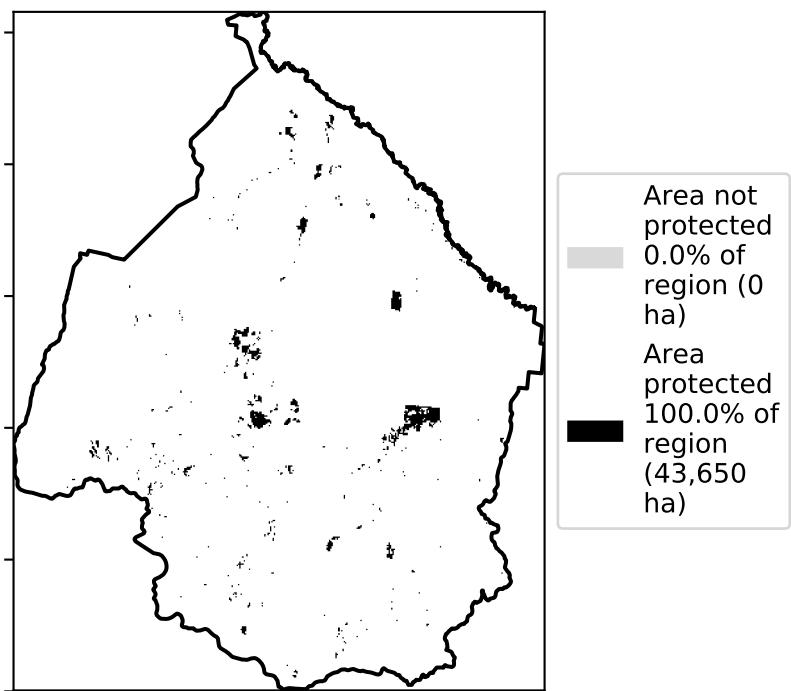 Area not
protected
0.0% of
region (0
ha)
Area
protected
100.0% of
region
(43,650
ha)